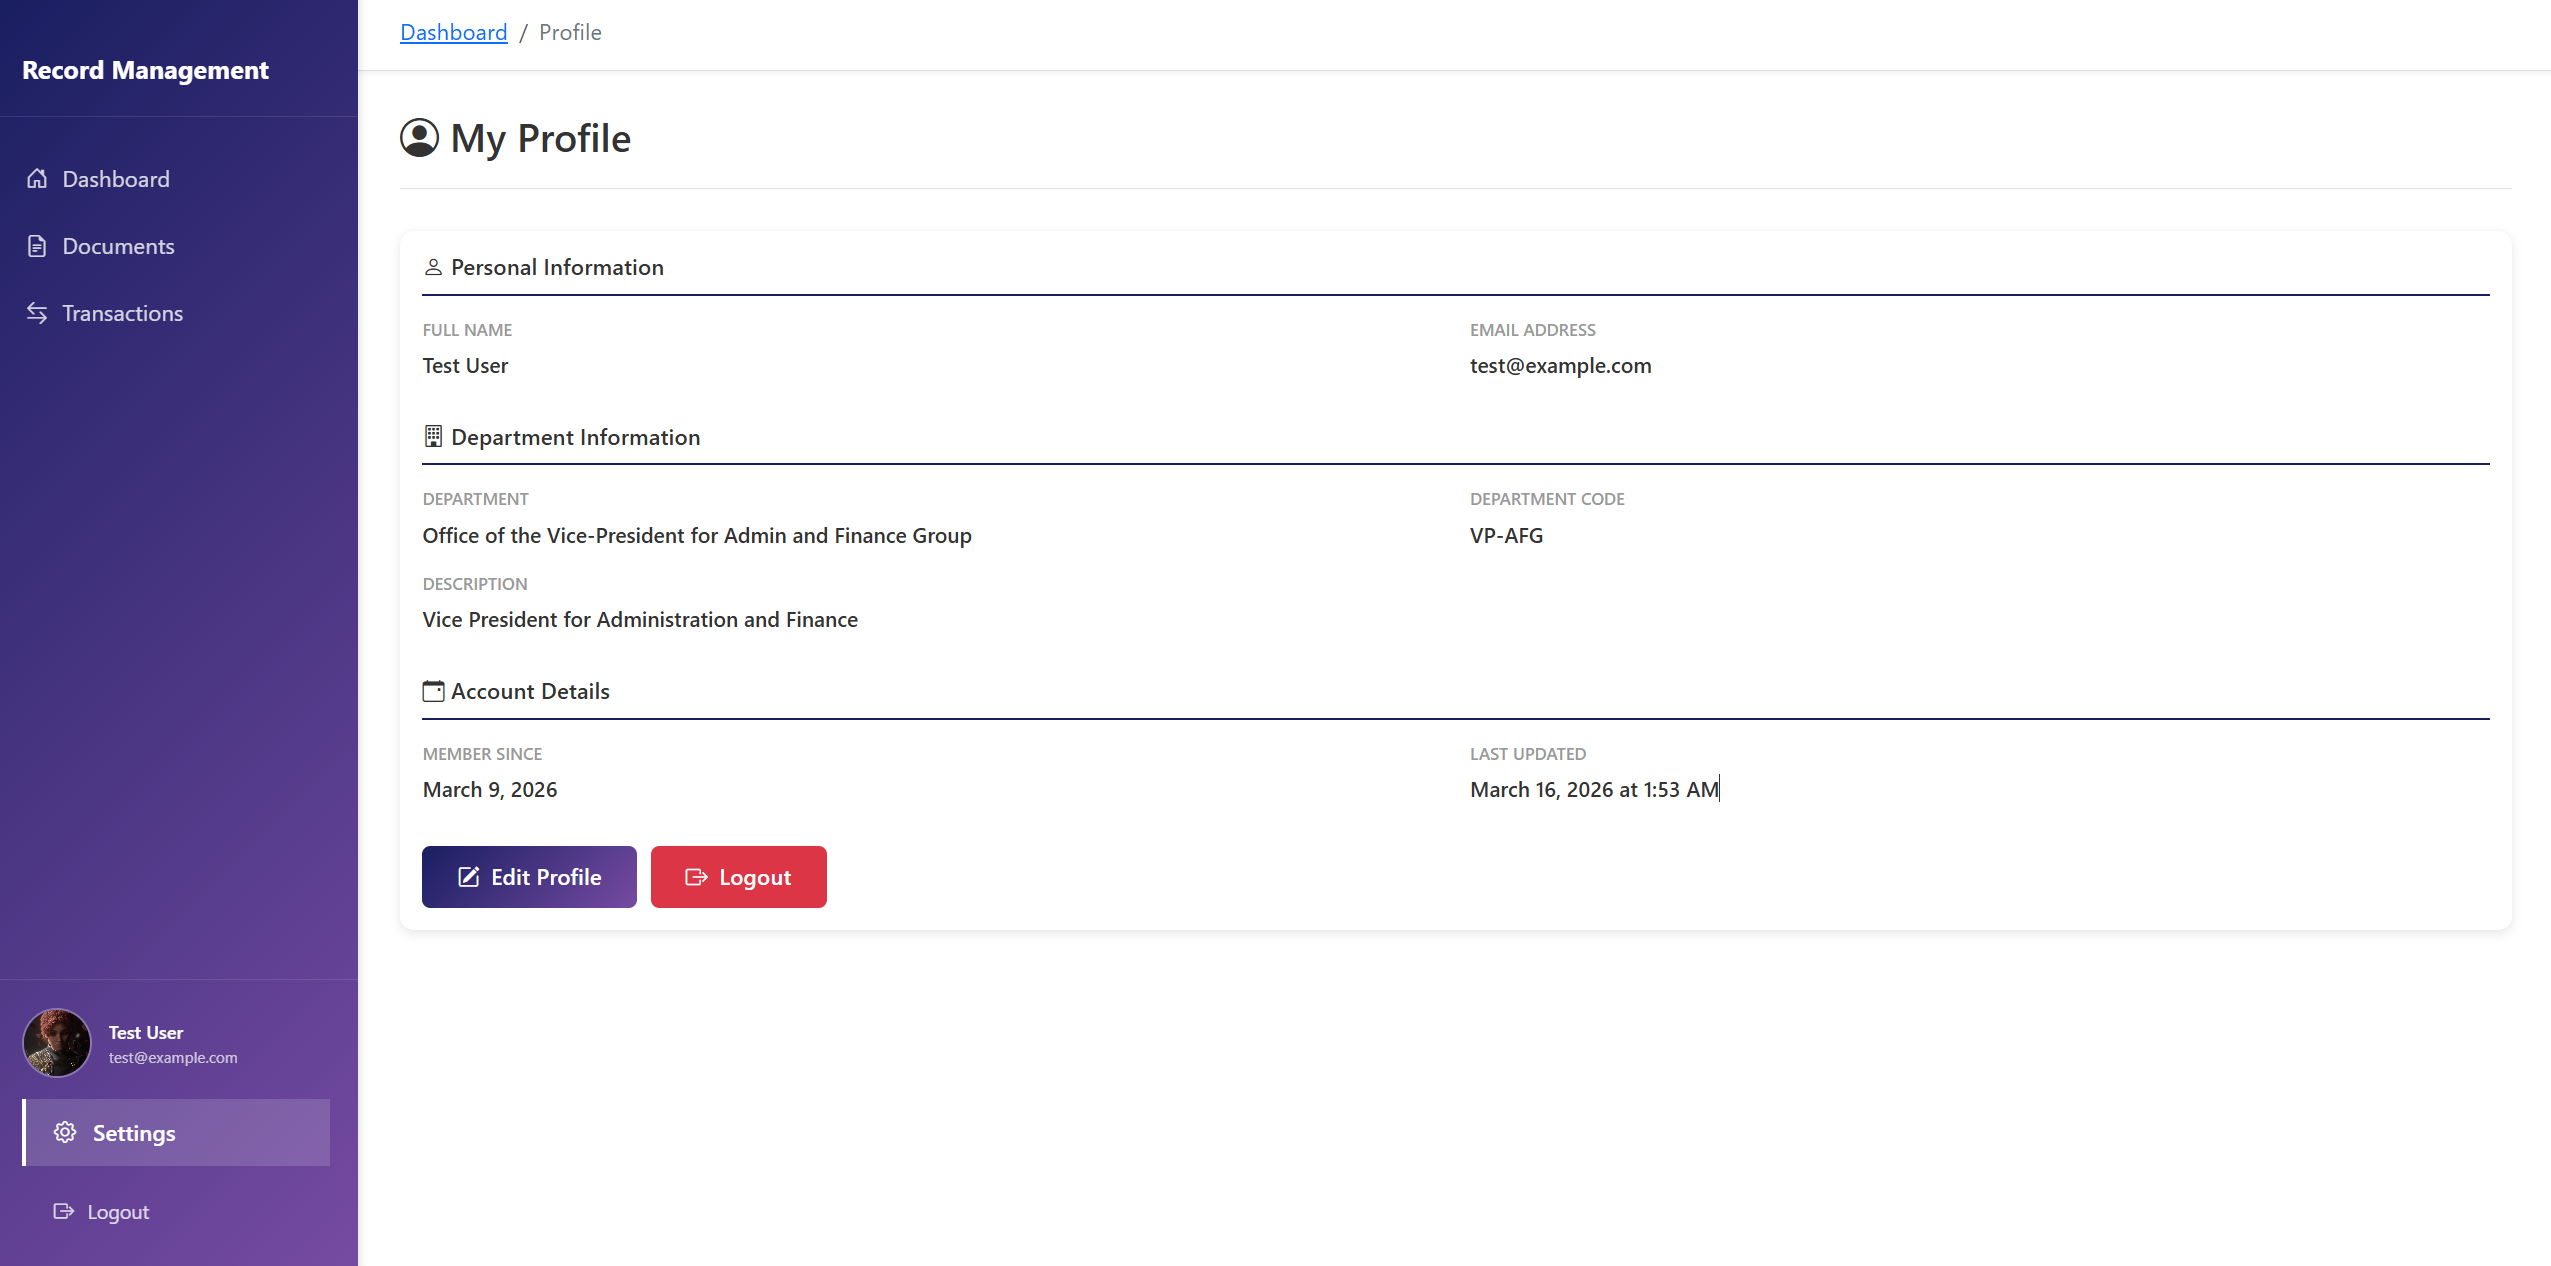 Record Management
Dashboard
Documents
Transactions
Test User
test@example.com
Settings
Logout
Dashboard / Profile
My Profile
Personal Information
FULL NAME
Test User
EMAIL ADDRESS
test@example.com
Department Information
DEPARTMENT
Office of the Vice-President for Admin and Finance Group
DEPARTMENT CODE
VP-AFG
DESCRIPTION
Vice President for Administration and Finance
Account Details
MEMBER SINCE
March 9, 2026
LAST UPDATED
March 16, 2026 at 1:53 AM
Edit Profile
Logout